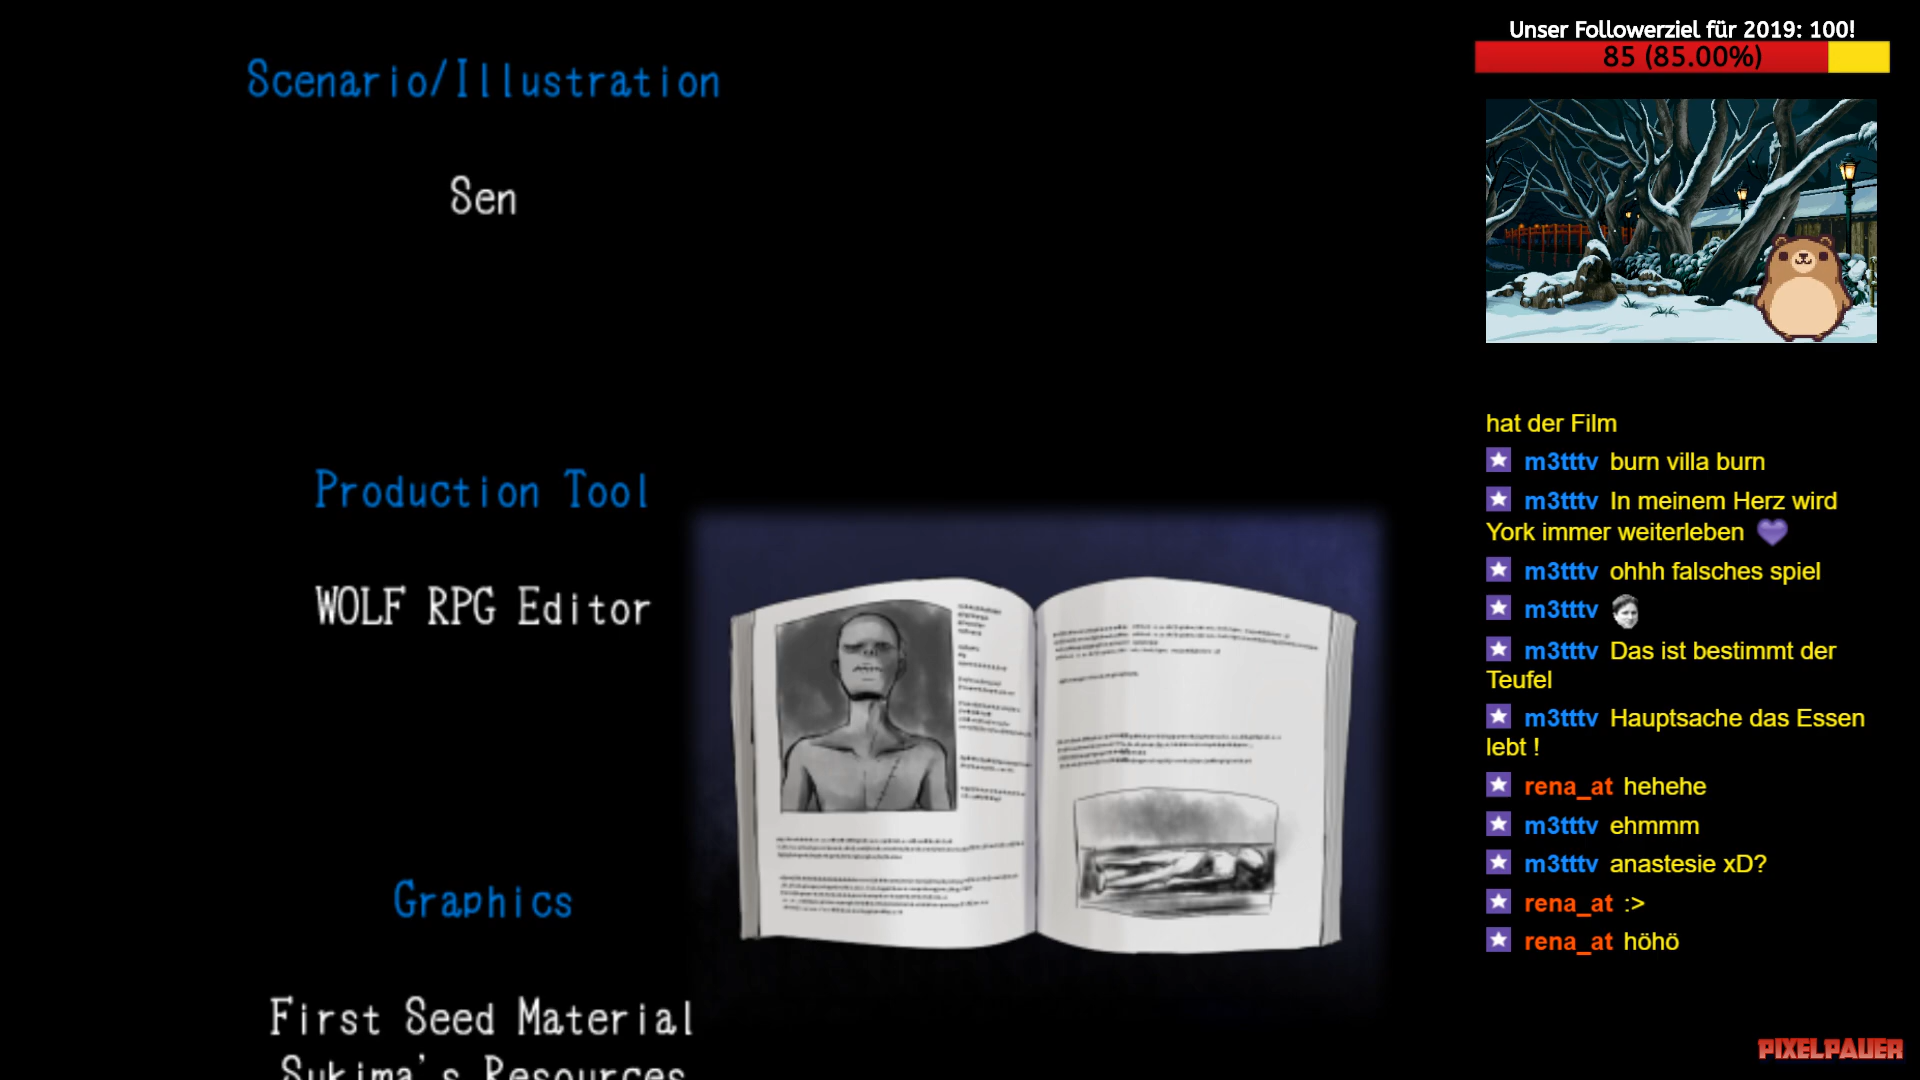 Scenario/Illustration
Sen
Production Tool
WOLF RPG Editor
Graphics
First Seed Material
Sukima's Resources
Unser Followerziel für 2019: 100!
85 (85.00%)
hat der Film
m3tttv burn villa burn
m3tttv In meinem Herz wird
York immer weiterleben
m3tttv ohhh falsches spiel
m3tttv
m3tttv Das ist bestimmt der
Teufel
m3tttv Hauptsache das Essen
lebt !
rena_at hehehe
m3tttv ehmmm
m3tttv anastesie xD?
rena_at :>
rena_at höhö
PIXELPAUER